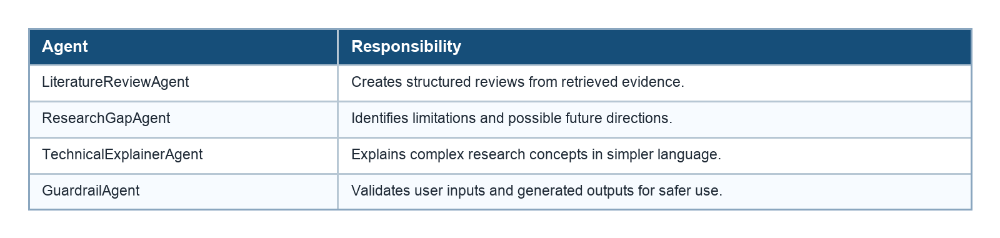 Agent Responsibility
LiteratureReviewAgent Creates structured reviews from retrieved evidence.
ResearchGapAgent Identifies limitations and possible future directions.
TechnicalExplainerAgent Explains complex research concepts in simpler language.
GuardrailAgent Validates user inputs and generated outputs for safer use.